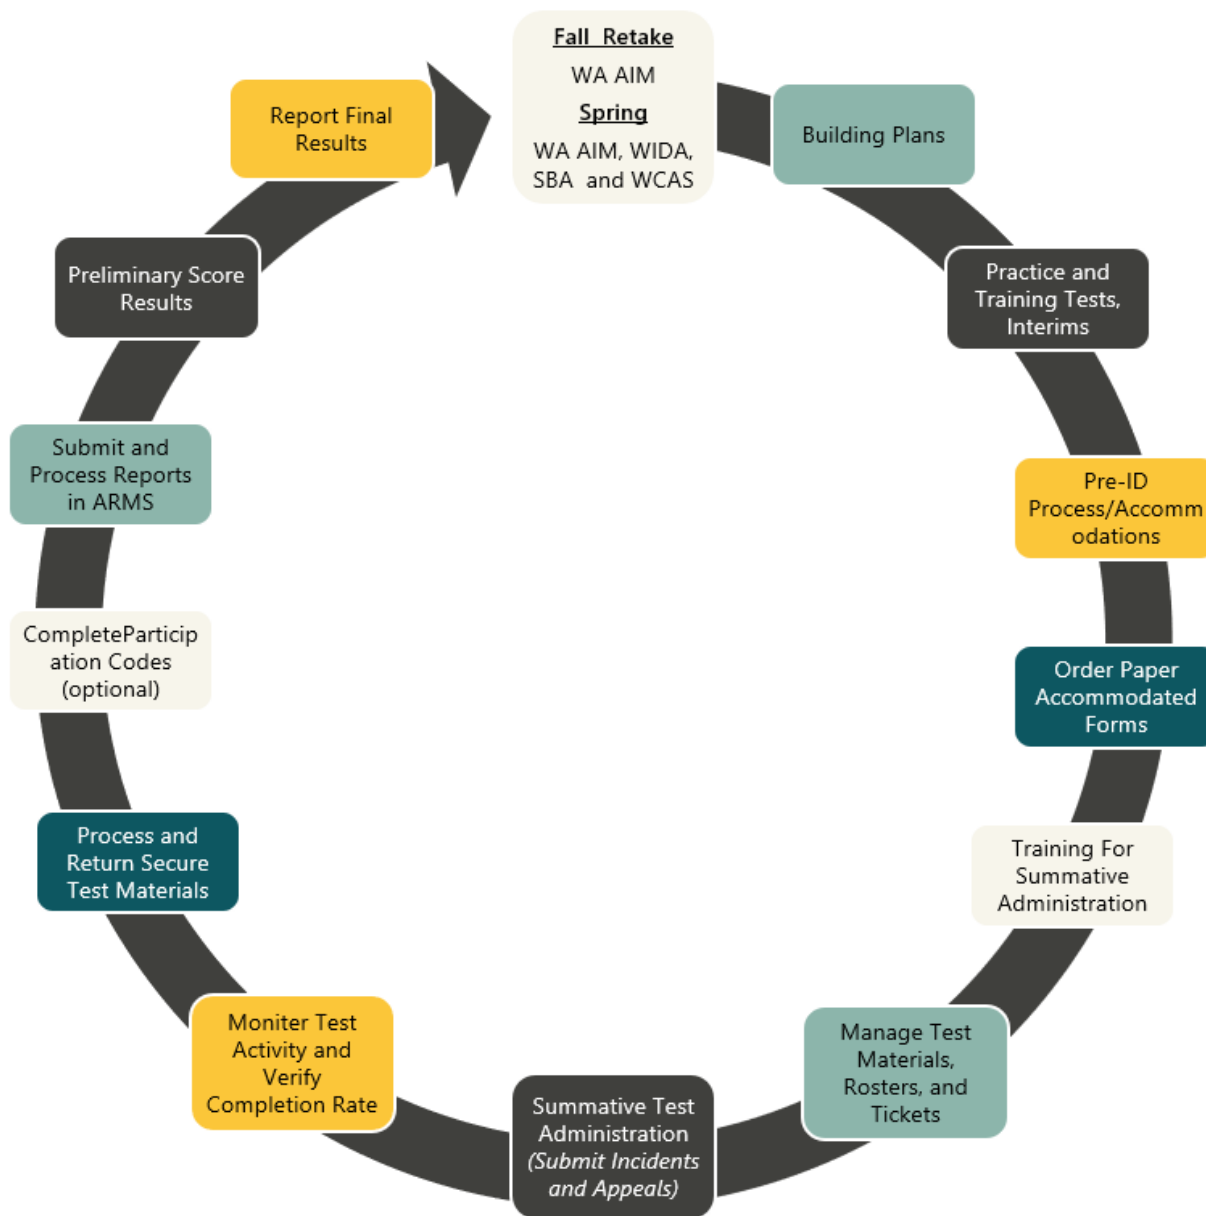 Fall  Retake
WA AIM
Spring
WA AIM, WIDA,
SBA  and WCAS
Building Plans
Practice and
Training Tests,
Interims
Pre-ID
Process/Accomm
odations
Order Paper
Accommodated
Forms
Training For
Summative
Administration
Manage Test
Materials,
Rosters, and
Tickets
Summative Test
Administration
(Submit Incidents
and Appeals)
Moniter Test
Activity and
Verify
Completion Rate
Process and
Return Secure
Test Materials
CompleteParticip
ation Codes
(optional)
Submit and
Process Reports
in ARMS
Preliminary Score
Results
Report Final
Results